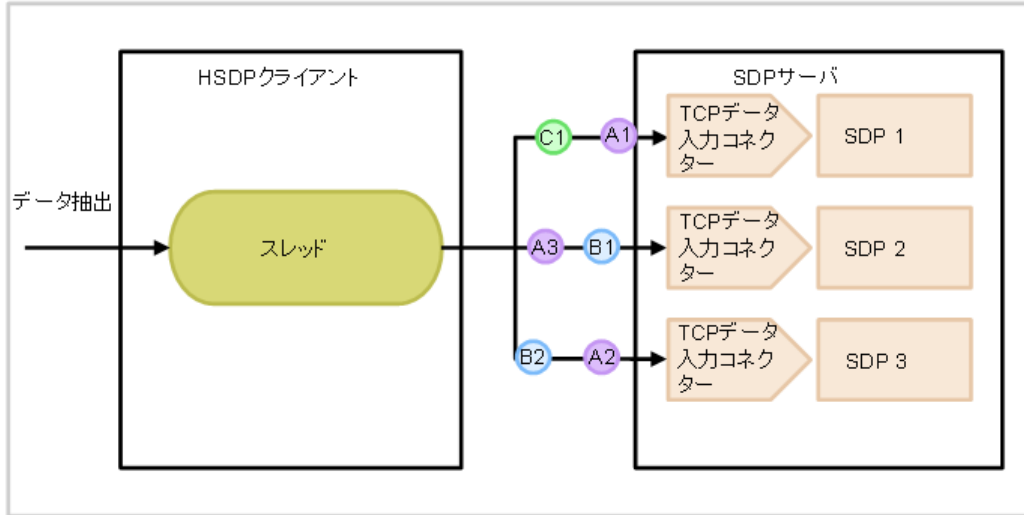 HSDPクライアント
SDPサーバ
データ抽出
スレッド
C1
A1
TCPデータ
入力コネク
ター
SDP 1
A3
B1
TCPデータ
入力コネク
ター
SDP 2
B2
A2
TCPデータ
入力コネク
ター
SDP 3